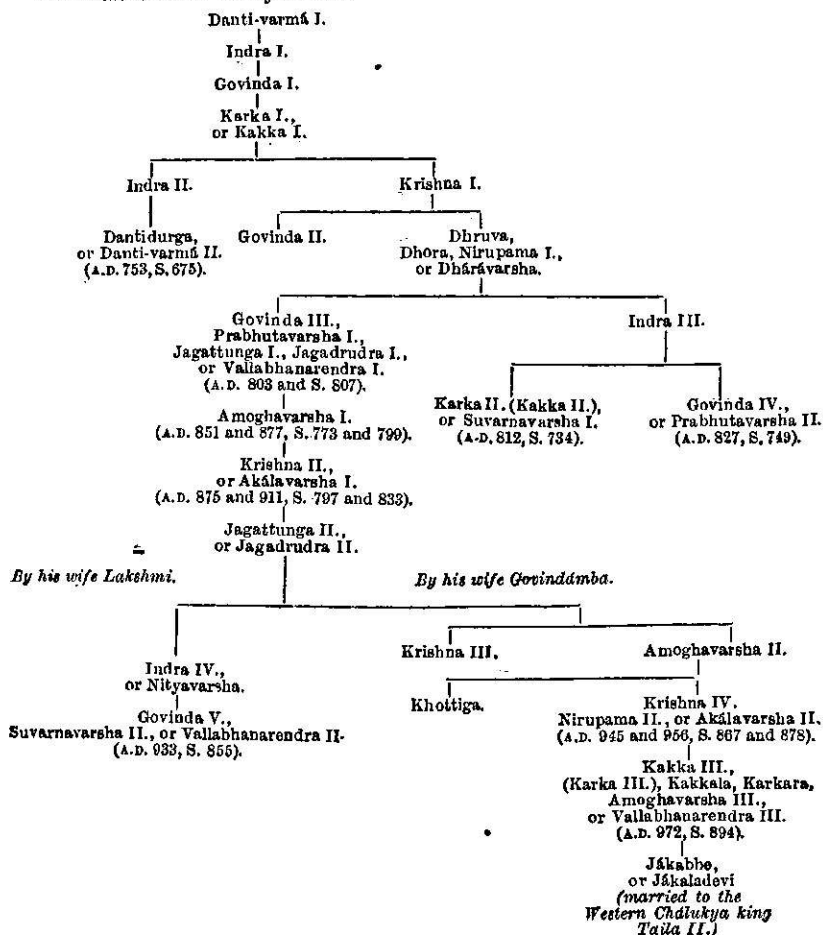 Danti-varmá I.
Indra I.
Govinda I.
Karka I.,
or Kakka I.
Indra II.
Krishna I.
Dantidurga,
or Danti-varmá II.
(A.D. 753, S. 675).
Govinda II.
Dhruva,
Dhora, Nirupama I.,
or Dhárávarsha.
Govinda III.,
Prabhutavarsha I.,
Jagattunga I., Jagadrudra I.,
or Vallabhanarendra I.
(A.D. 803 and S. 807).
Indra III.
Karka II. (Kakka II.),
or Suvarnavarsha I.
(A.D. 812, S. 734).
Govinda IV.,
or Prabhutavarsha II.
(A.D. 827, S. 749).
Amoghavarsha I.
(A.D. 851 and 877, S. 773 and 799).
Krishna II.,
or Akálavarsha I.
(A.D. 875 and 911, S. 797 and 833).
Jagattunga II.,
or Jagadrudra II.
By his wife Lakshmi.
By his wife Govindámba.
Indra IV.,
or Nityavarsha.
Krishna III.
Amoghavarsha II.
Govinda V.,
Suvarnavarsha II., or Vallabhanarendra II.
(A.D. 933, S. 855).
Khottiga.
Krishna IV.
Nirupama II., or Akálavarsha II.
(A.D. 945 and 956, S. 867 and 878).
Kakka III.,
(Karka III.), Kakkala, Karkara,
Amoghavarsha III.,
or Vallabhanarendra III.
(A.D. 972, S. 894).
Jákabbe,
or Jákaladevi
(married to the
Western Chálukya king
Taila II.)